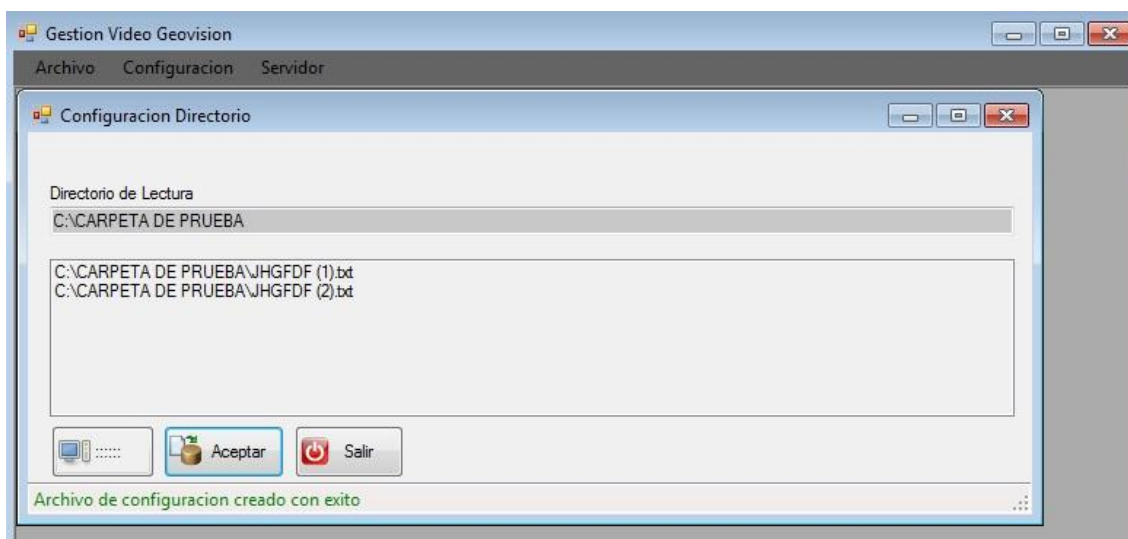 Gestion Video Geovision
Archivo Configuracion Servidor
Configuracion Directorio
Directorio de Lectura
C:\CARPETA DE PRUEBA
C:\CARPETA DE PRUEBA\JHGFDF (1).txt
C:\CARPETA DE PRUEBA\JHGFDF (2).txt
:::::: Aceptar Salir
Archivo de configuracion creado con exito